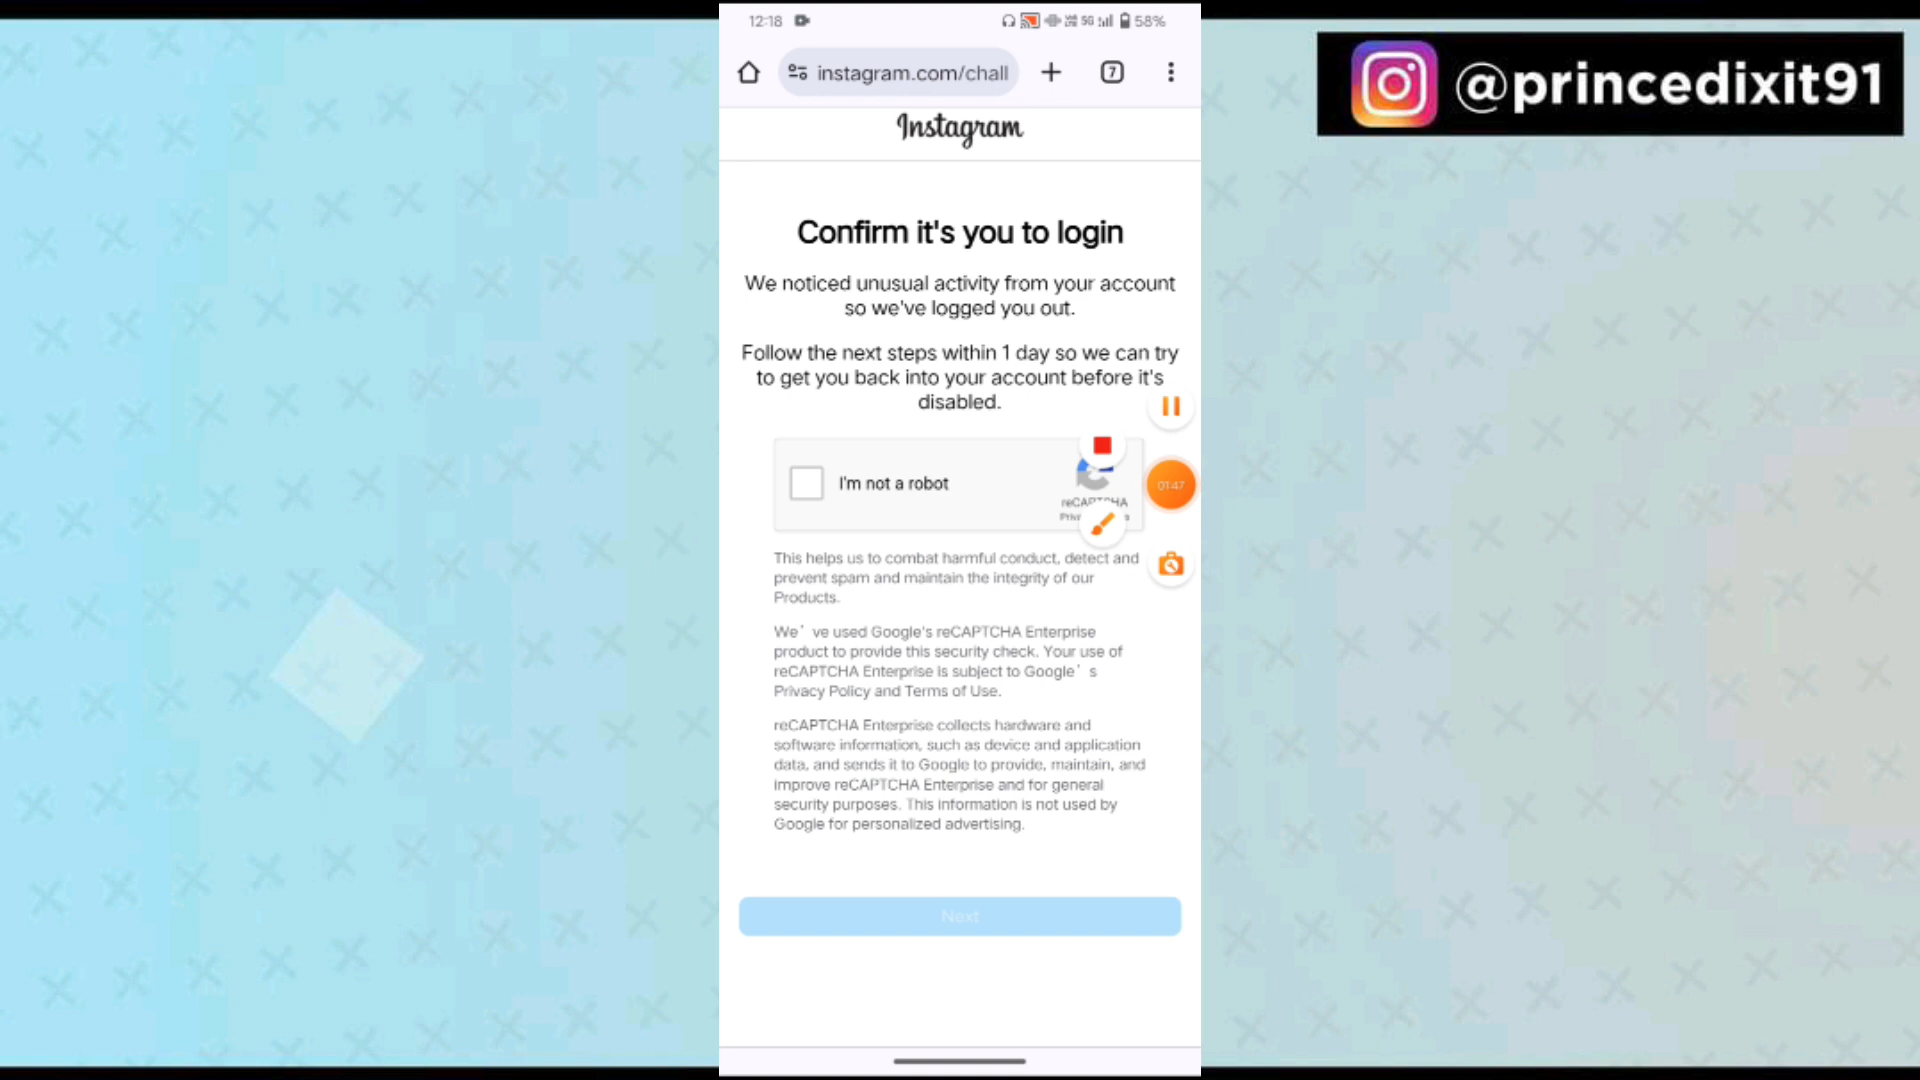 12:18
5G
58%
@princedixit91
instagram.com/chall
7
Instagram
Confirm it's you to login
We noticed unusual activity from your account
so we've logged you out.
Follow the next steps within 1 day so we can try
to get you back into your account before it's
disabled.
I'm not a robot
01:47
This helps us to combat harmful conduct, detect and
prevent spam and maintain the integrity of our
Products.
We've used Google's reCAPTCHA Enterprise
product to provide this security check. Your use of
reCAPTCHA Enterprise is subject to Google's
Privacy Policy and Terms of Use.
reCAPTCHA Enterprise collects hardware and
software information, such as device and application
data, and sends it to Google to provide, maintain, and
improve reCAPTCHA Enterprise and for general
security purposes. This information is not used by
Google for personalized advertising.
Next